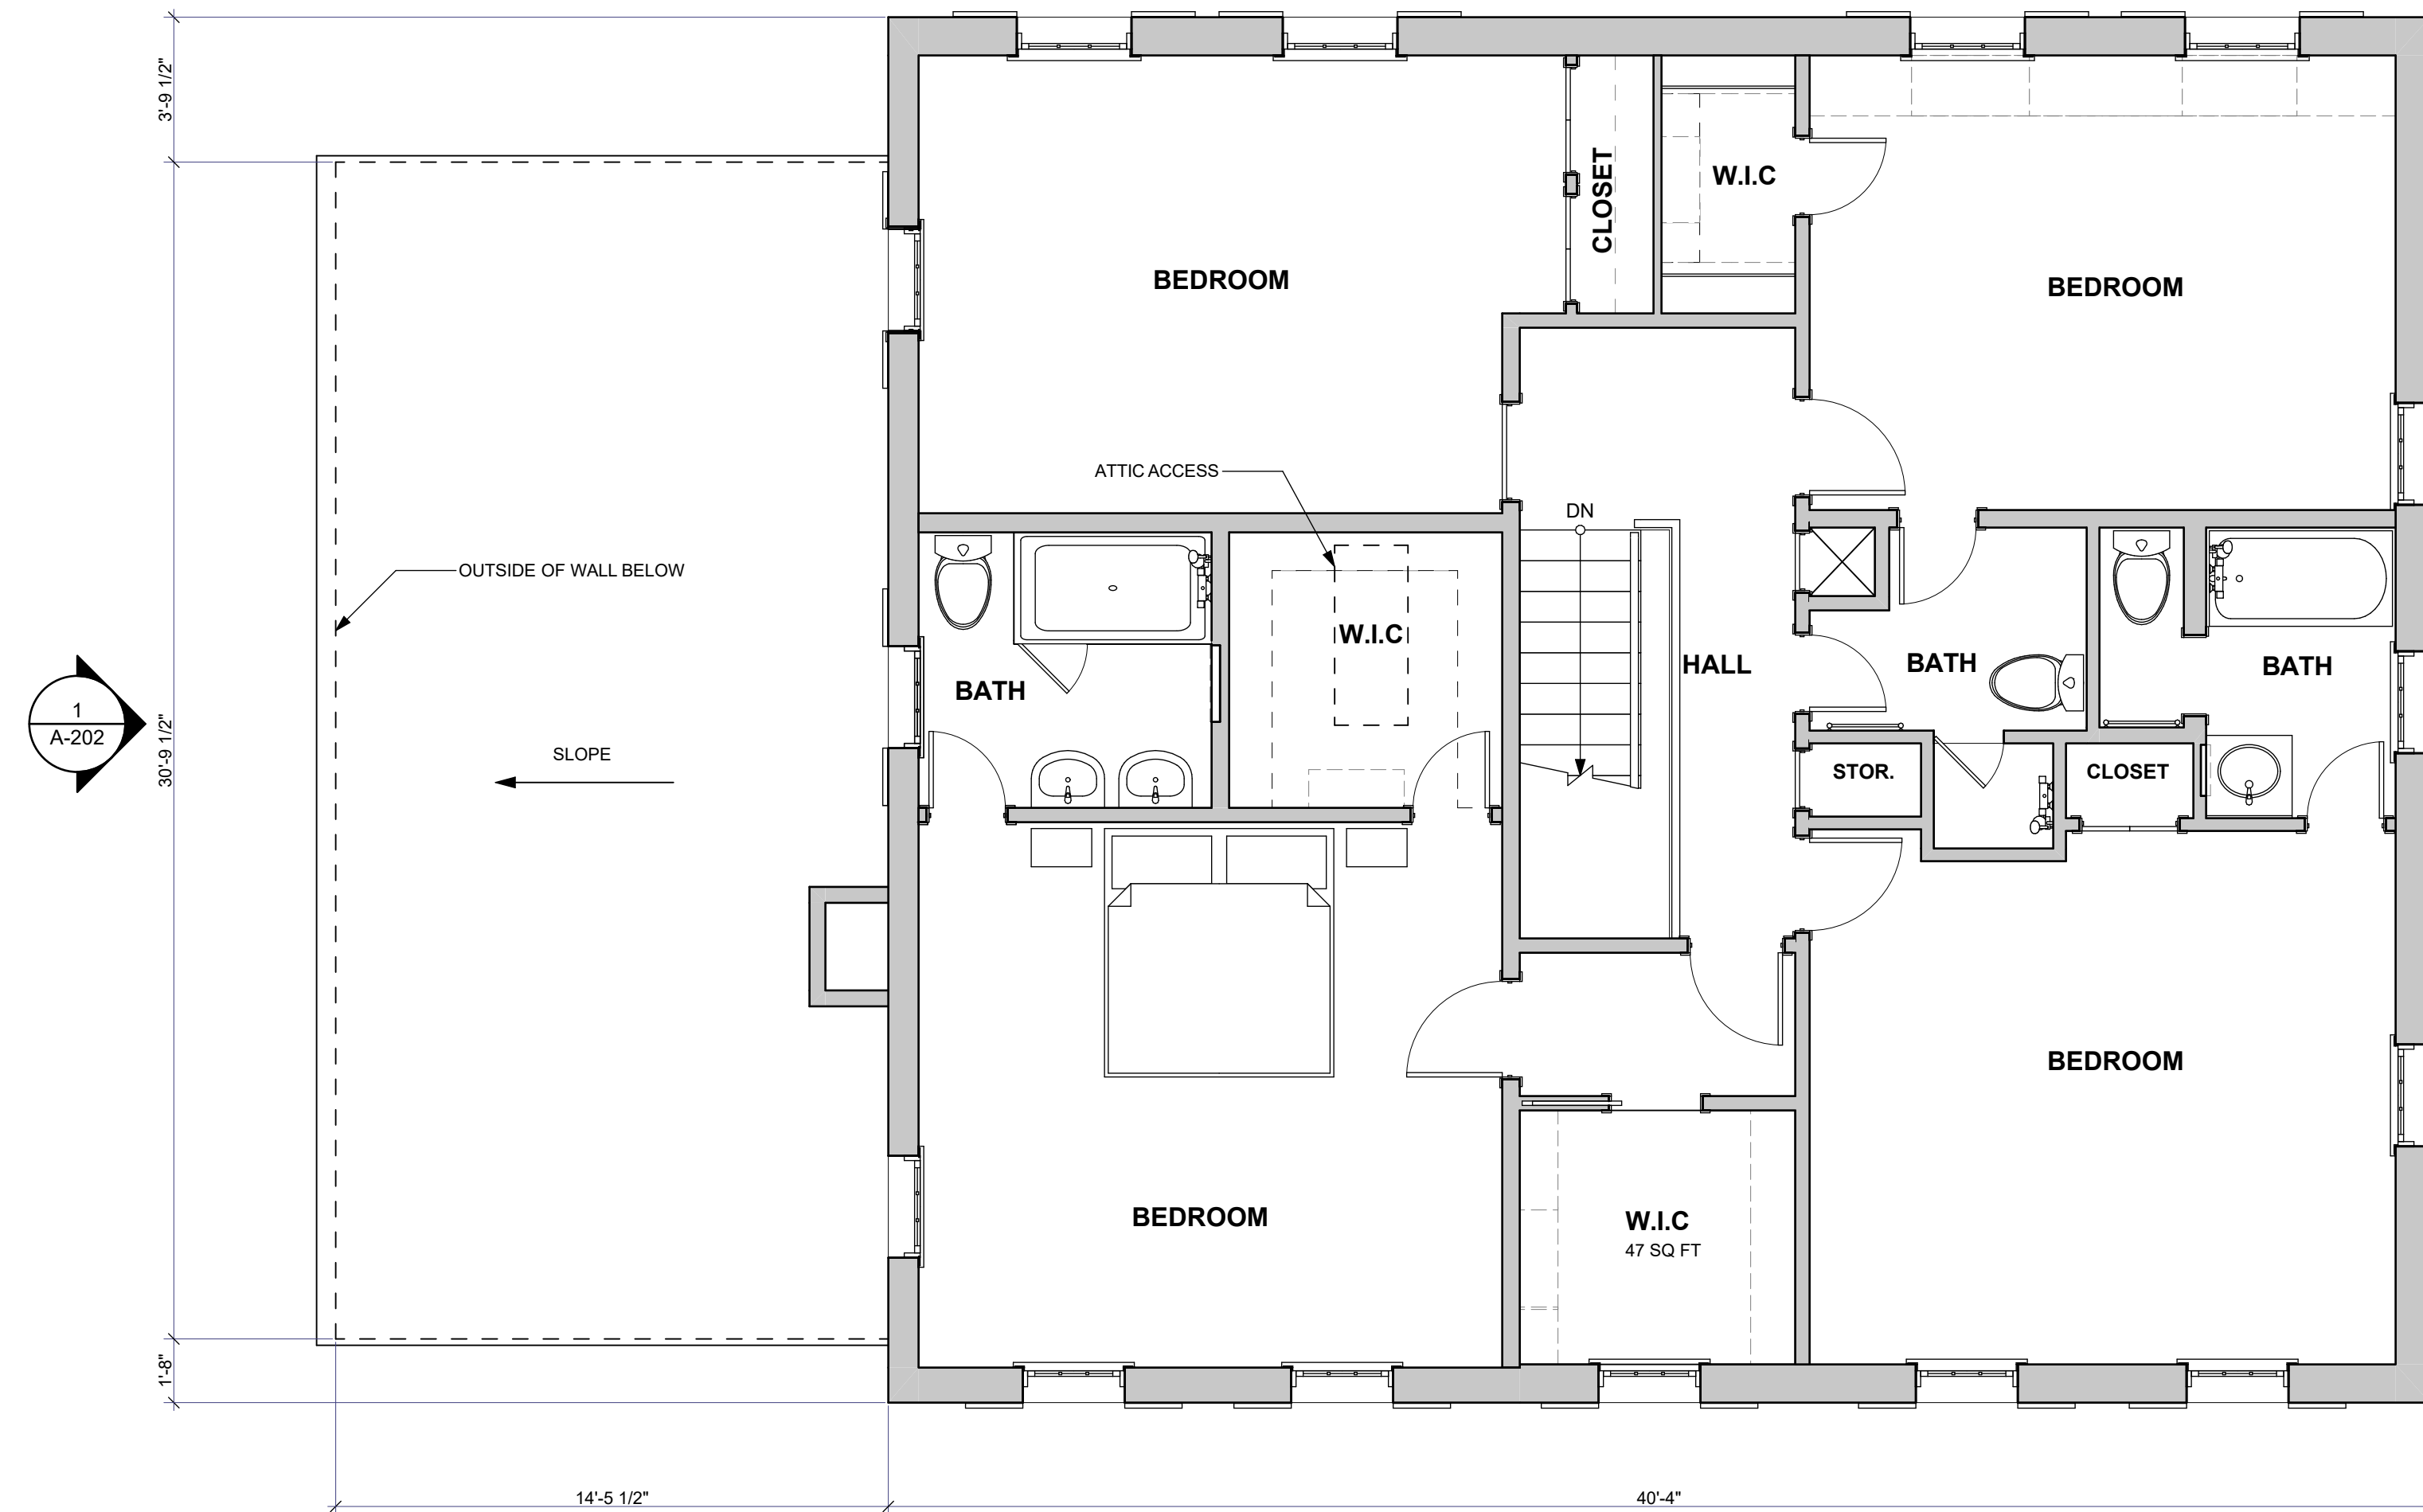 3'-9 1/2"
CLOSET
W.I.C
BEDROOM
BEDROOM
ATTIC ACCESS
DN
OUTSIDE OF WALL BELOW
W.I.C
HALL
BATH
BATH
BATH
1
A-202
30'-9 1/2"
SLOPE
STOR.
CLOSET
BEDROOM
BEDROOM
W.I.C
47 SQ FT
1'-8"
14'-5 1/2"
40'-4"